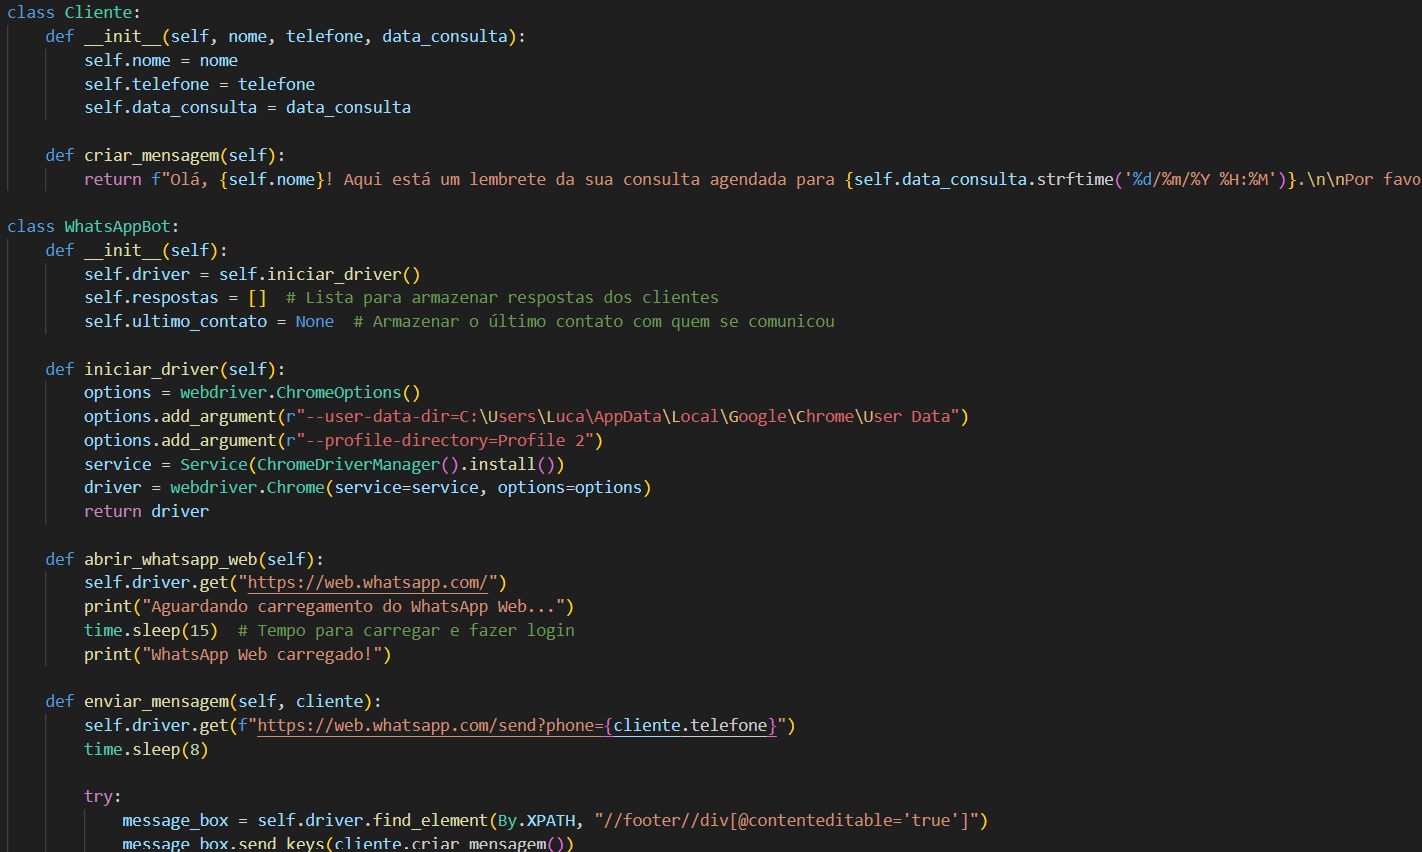 class Cliente:
    def __init__(self, nome, telefone, data_consulta):
        self.nome = nome
        self.telefone = telefone
        self.data_consulta = data_consulta

    def criar_mensagem(self):
        return f"Olá, {self.nome}! Aqui está um lembrete da sua consulta agendada para {self.data_consulta.strftime('%d/%m/%Y %H:%M')}.\n\nPor favo

class WhatsAppBot:
    def __init__(self):
        self.driver = self.iniciar_driver()
        self.respostas = []  # Lista para armazenar respostas dos clientes
        self.ultimo_contato = None  # Armazenar o último contato com quem se comunicou

    def iniciar_driver(self):
        options = webdriver.ChromeOptions()
        options.add_argument(r"--user-data-dir=C:\Users\Luca\AppData\Local\Google\Chrome\User Data")
        options.add_argument(r"--profile-directory=Profile 2")
        service = Service(ChromeDriverManager().install())
        driver = webdriver.Chrome(service=service, options=options)
        return driver

    def abrir_whatsapp_web(self):
        self.driver.get("https://web.whatsapp.com/")
        print("Aguardando carregamento do WhatsApp Web...")
        time.sleep(15)  # Tempo para carregar e fazer login
        print("WhatsApp Web carregado!")

    def enviar_mensagem(self, cliente):
        self.driver.get(f"https://web.whatsapp.com/send?phone={cliente.telefone}")
        time.sleep(8)

        try:
            message_box = self.driver.find_element(By.XPATH, "//footer//div[@contenteditable='true']")
            message_box.send_keys(cliente.criar_mensagem())